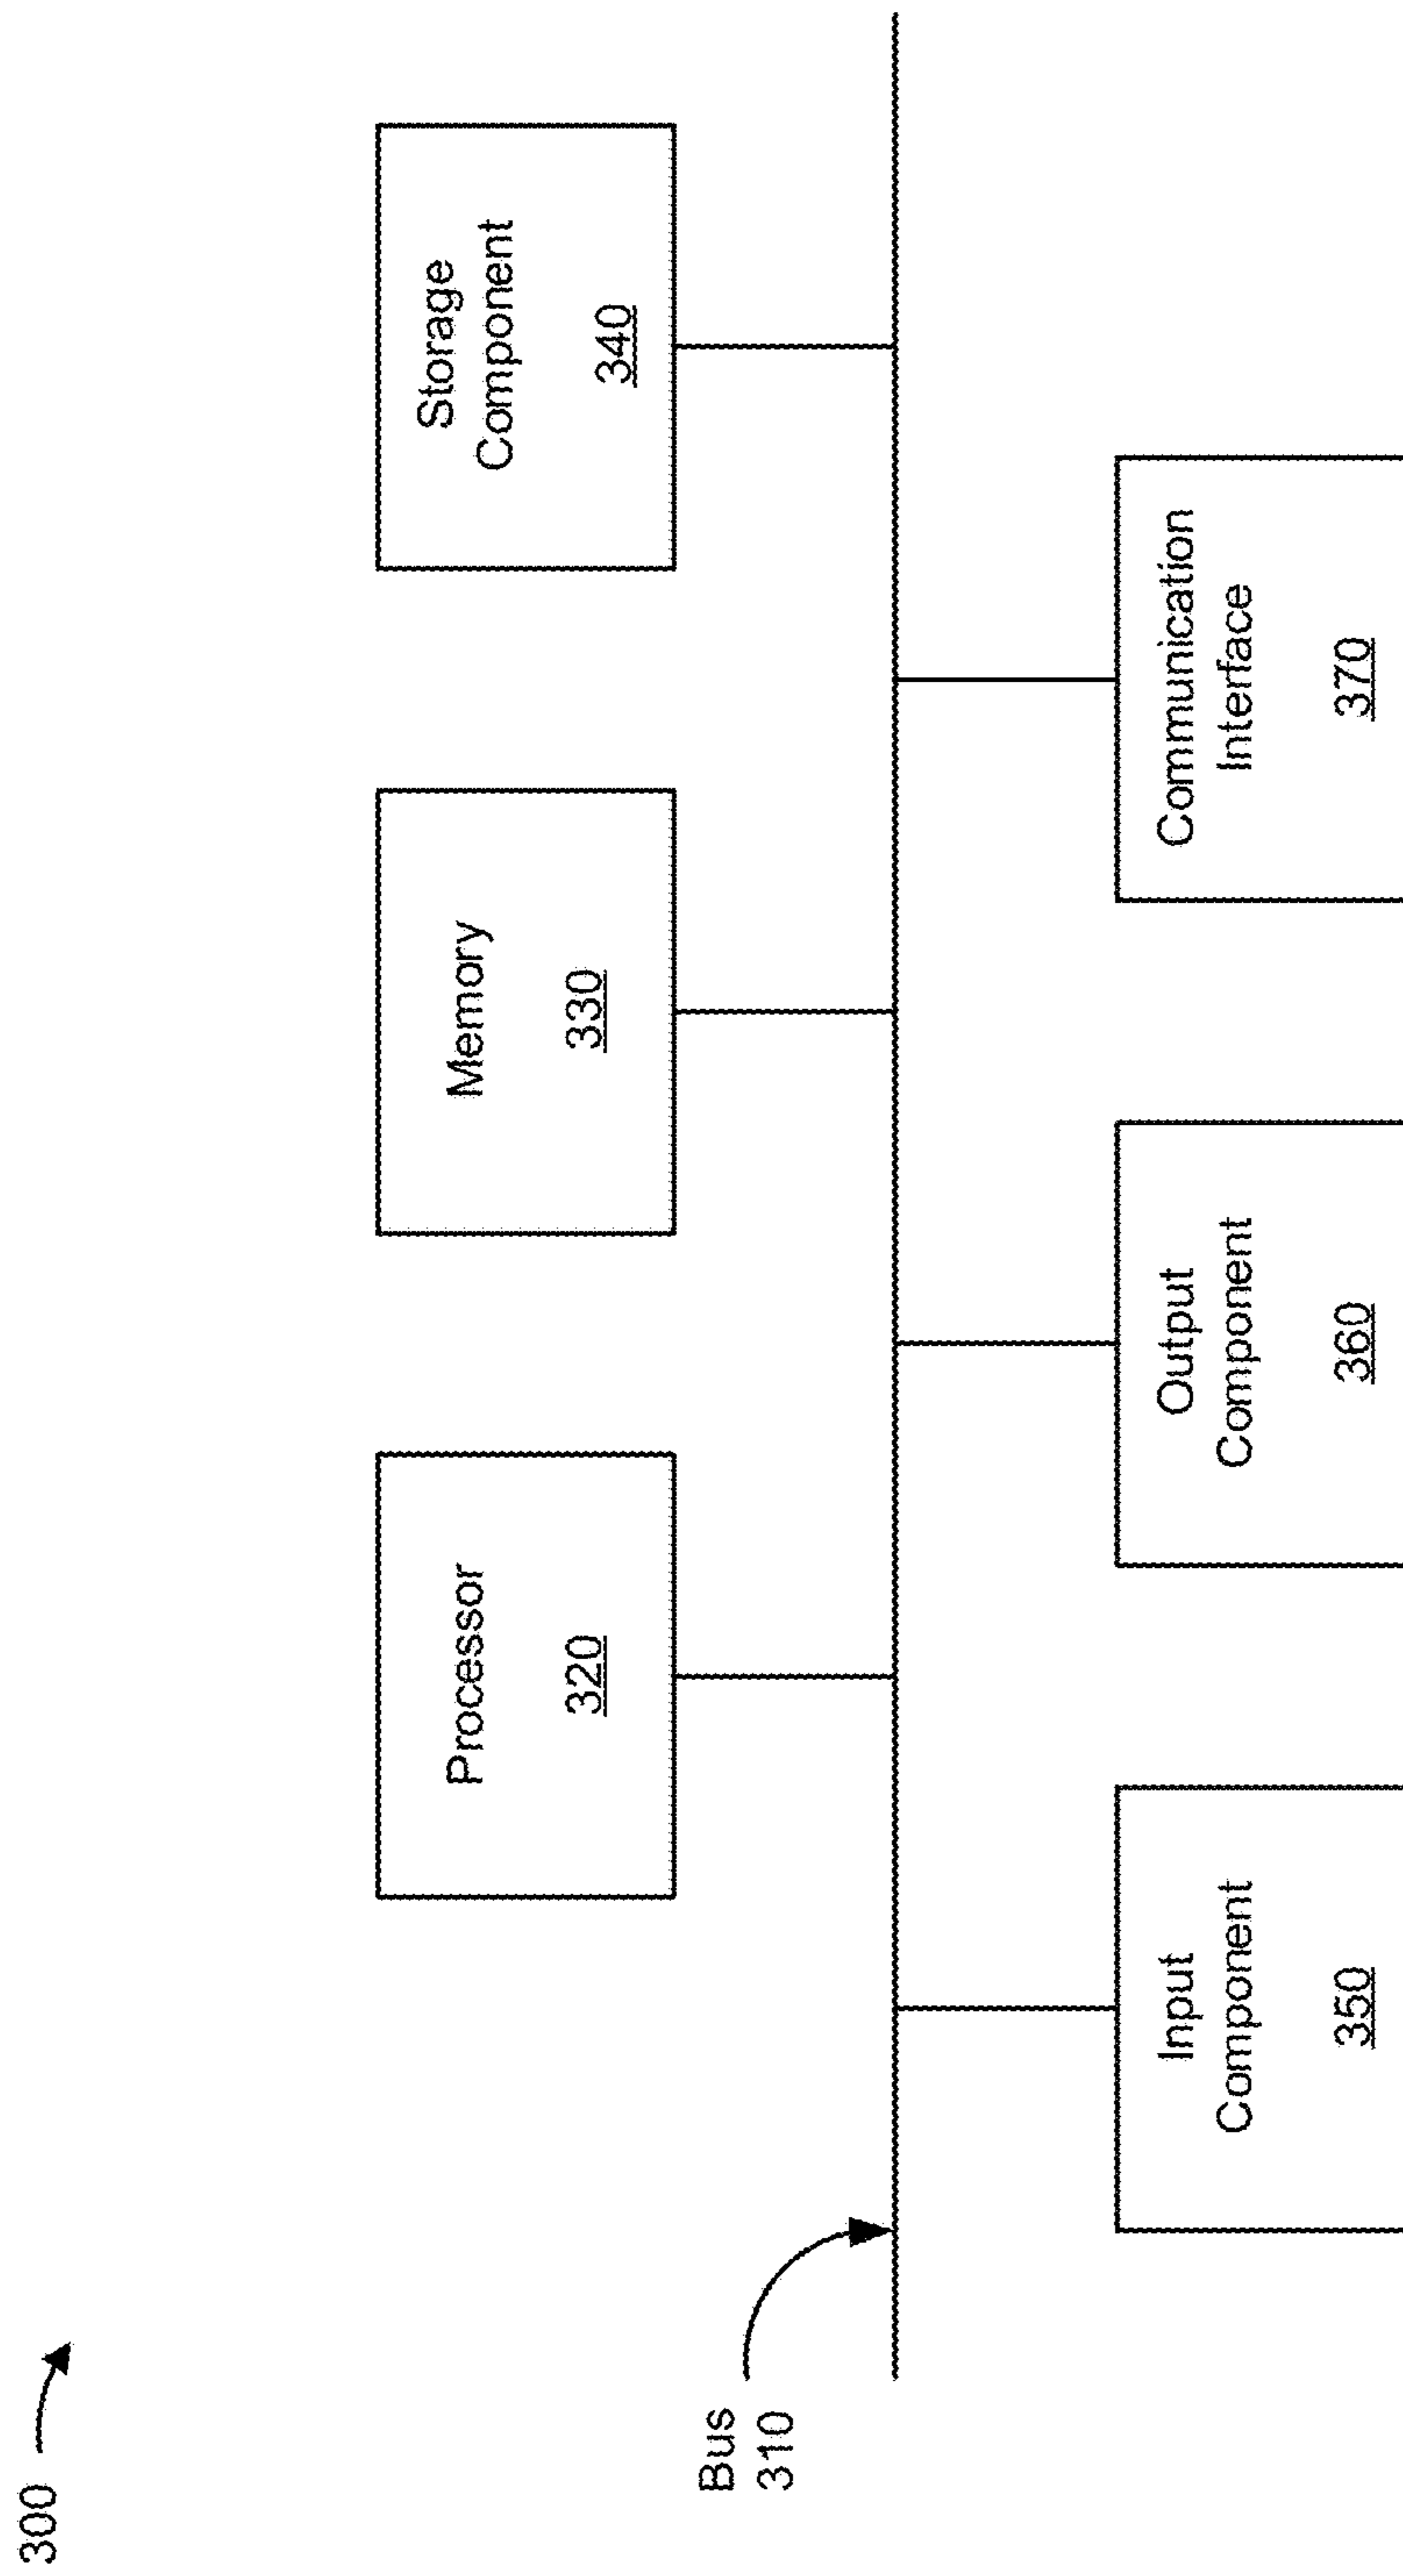 300
Processor
320
Memory
330
Storage
Component
340
Bus
310
Input
Component
350
Output
Component
360
Communication
Interface
370